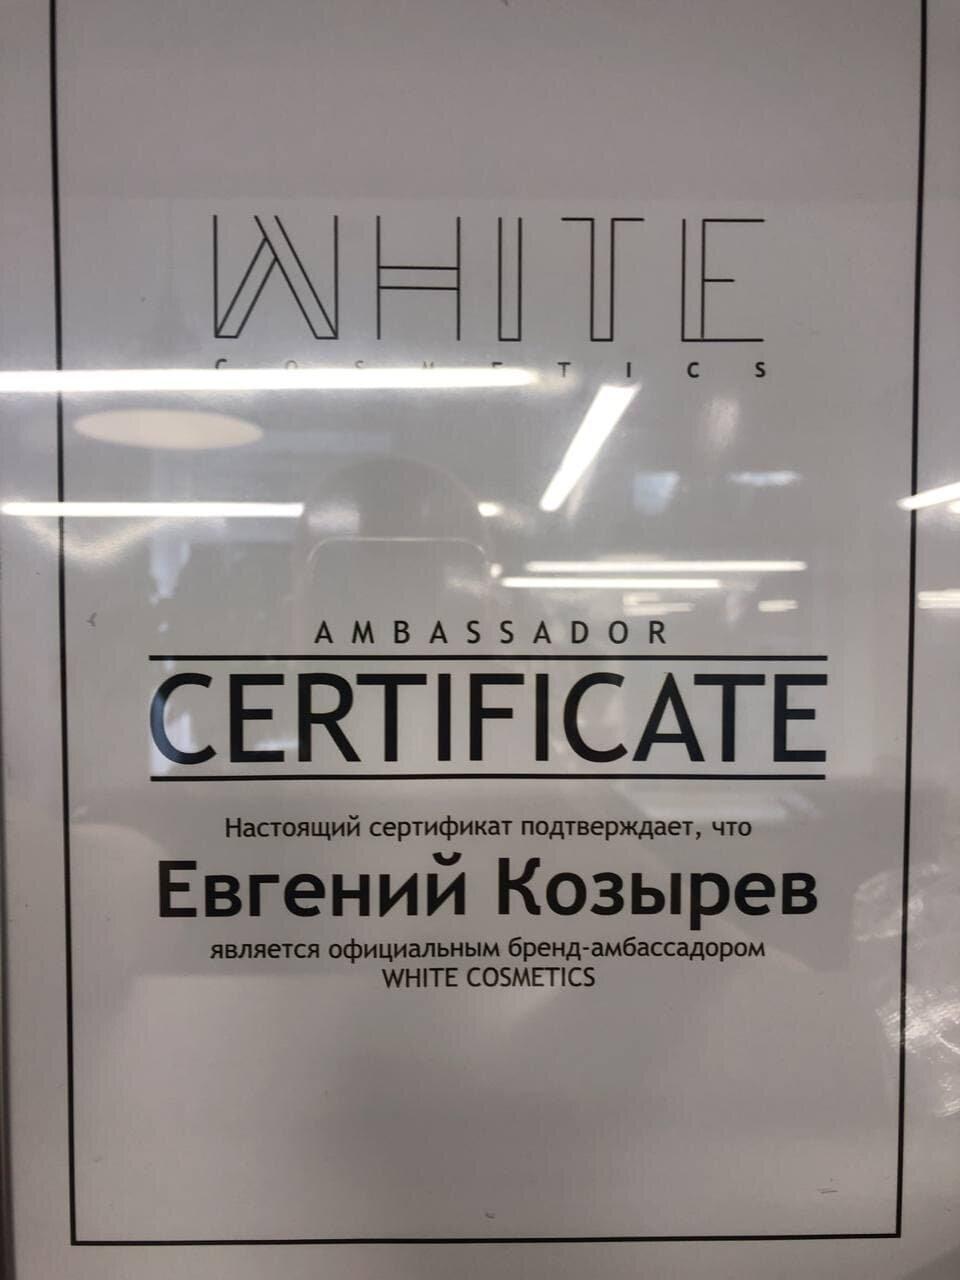 WHITE
COSMETICS
AMBASSADOR
CERTIFICATE
Настоящий сертификат подтверждает, что
Евгений Козырев
является официальным бренд-амбассадором
WHITE COSMETICS